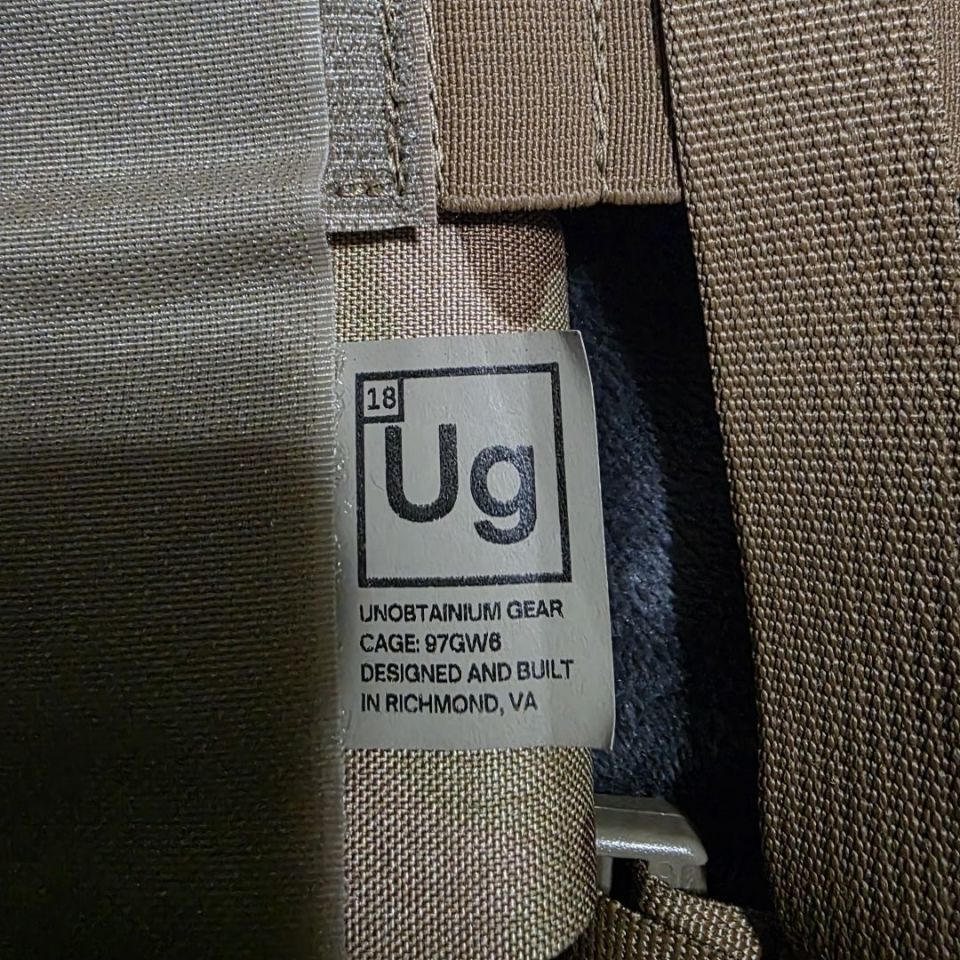 18
Ug
UNOBTAINIUM GEAR
CAGE: 97GW6
DESIGNED AND BUILT
IN RICHMOND, VA